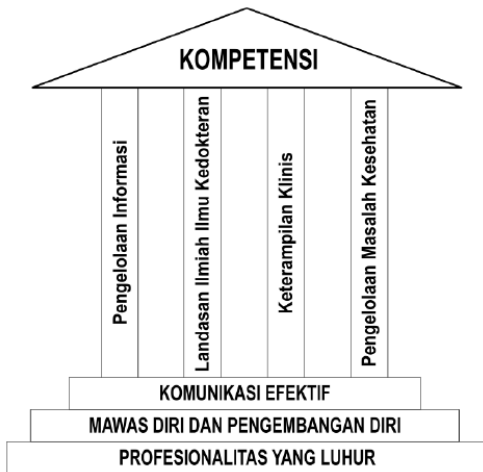 KOMPETENSI
Pengelolaan Informasi
Landasan Ilmiah Ilmu Kedokteran
Keterampilan Klinis
Pengelolaan Masalah Kesehatan
KOMUNIKASI EFEKTIF
MAWAS DIRI DAN PENGEMBANGAN DIRI
PROFESIONALITAS YANG LUHUR